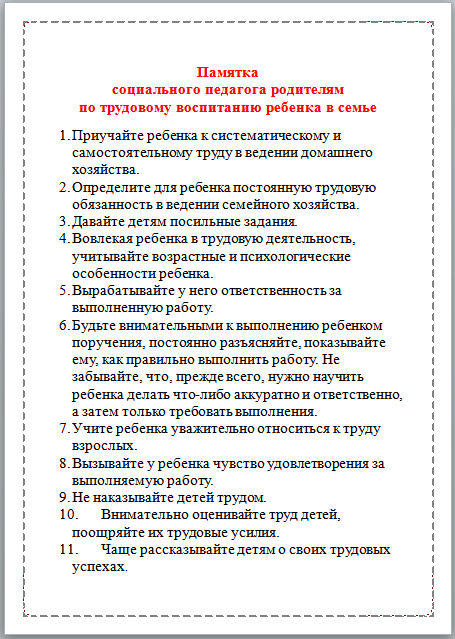 Памятка
социального педагога родителям
по трудовому воспитанию ребенка в семье
1. Приучайте ребенка к систематическому и
самостоятельному труду в ведении домашнего
хозяйства.
2. Определите для ребенка постоянную трудовую
обязанность в ведении семейного хозяйства.
3. Давайте детям посильные задания.
4. Вовлекая ребенка в трудовую деятельность,
учитывайте возрастные и психологические
особенности ребенка.
5. Вырабатывайте у него ответственность за
выполненную работу.
6. Будьте внимательными к выполнению ребенком
поручения, постоянно разъясняйте, показывайте
ему, как правильно выполнить работу. Не
забывайте, что, прежде всего, нужно научить
ребенка делать что-либо аккуратно и ответственно,
а затем только требовать выполнения.
7. Учите ребенка уважительно относиться к труду
взрослых.
8. Вызывайте у ребенка чувство удовлетворения за
выполняемую работу.
9. Не наказывайте детей трудом.
10. Внимательно оценивайте труд детей,
поощряйте их трудовые усилия.
11. Чаще рассказывайте детям о своих трудовых
успехах.